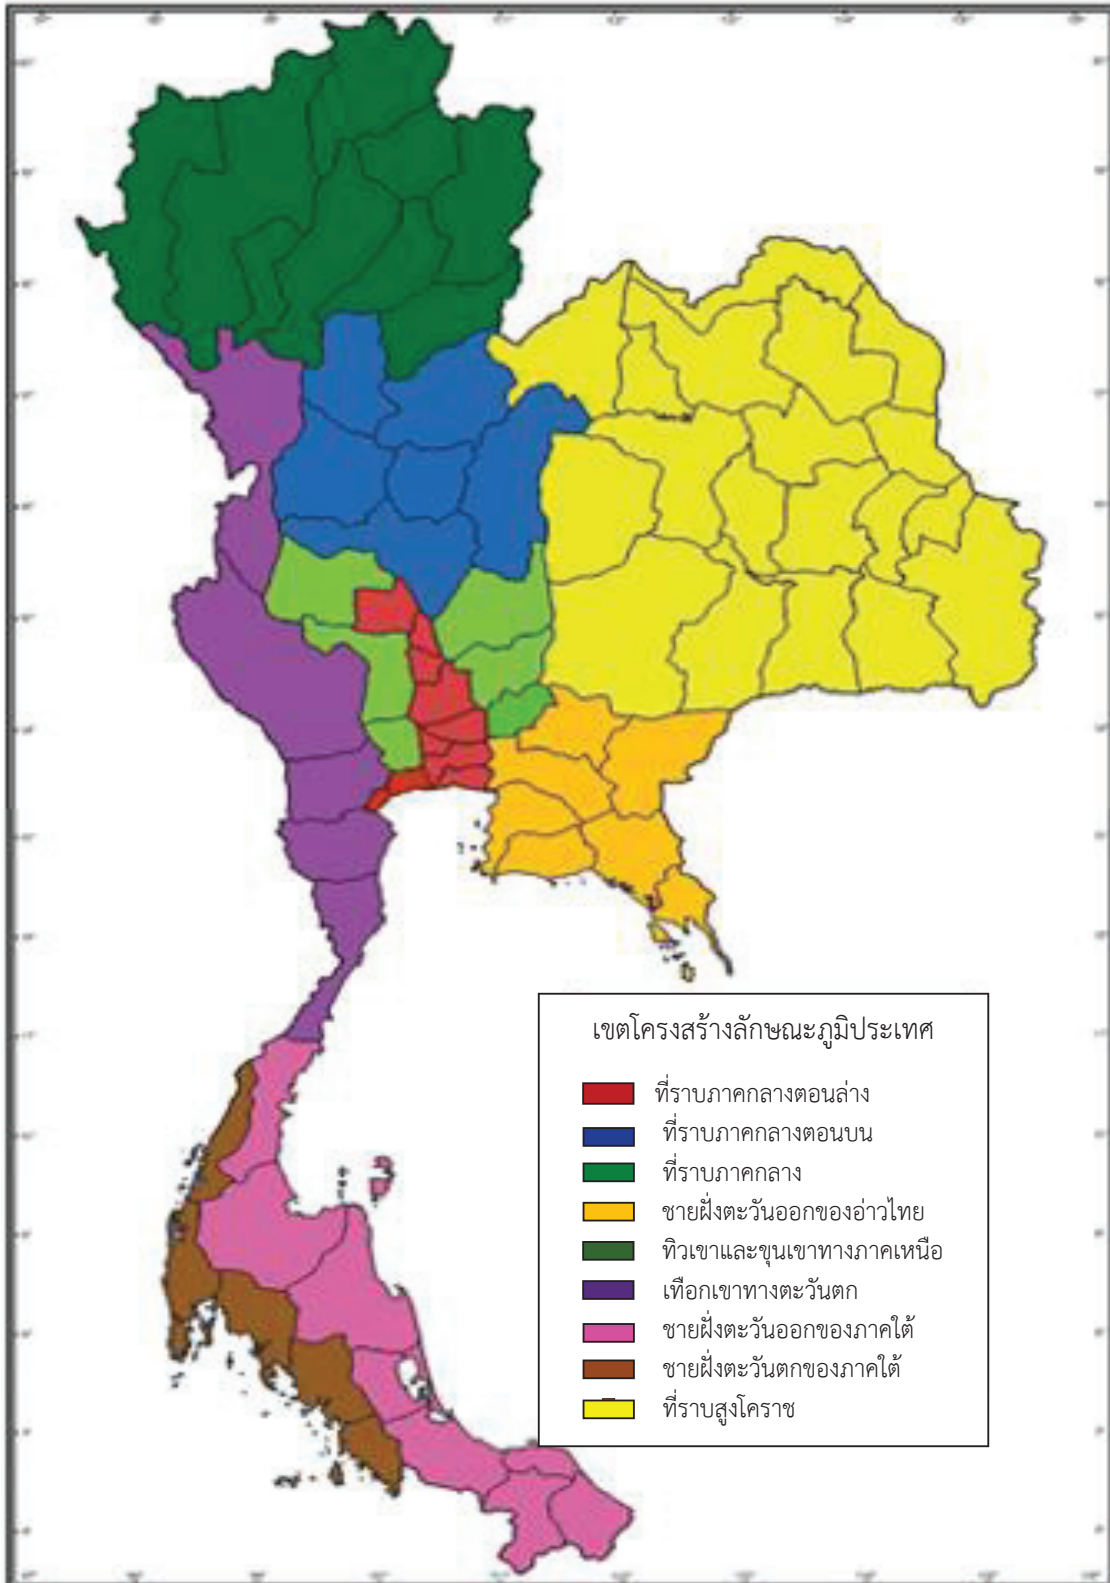 เขตโครงสร้างลักษณะภูมิประเทศ
ที่ราบภาคกลางตอนล่าง
ที่ราบภาคกลางตอนบน
ที่ราบภาคกลาง
ชายฝั่งตะวันออกของอ่าวไทย
ทิวเขาและขุนเขาทางภาคเหนือ
เทือกเขาทางตะวันตก
ชายฝั่งตะวันออกของภาคใต้
ชายฝั่งตะวันตกของภาคใต้
ที่ราบสูงโคราช